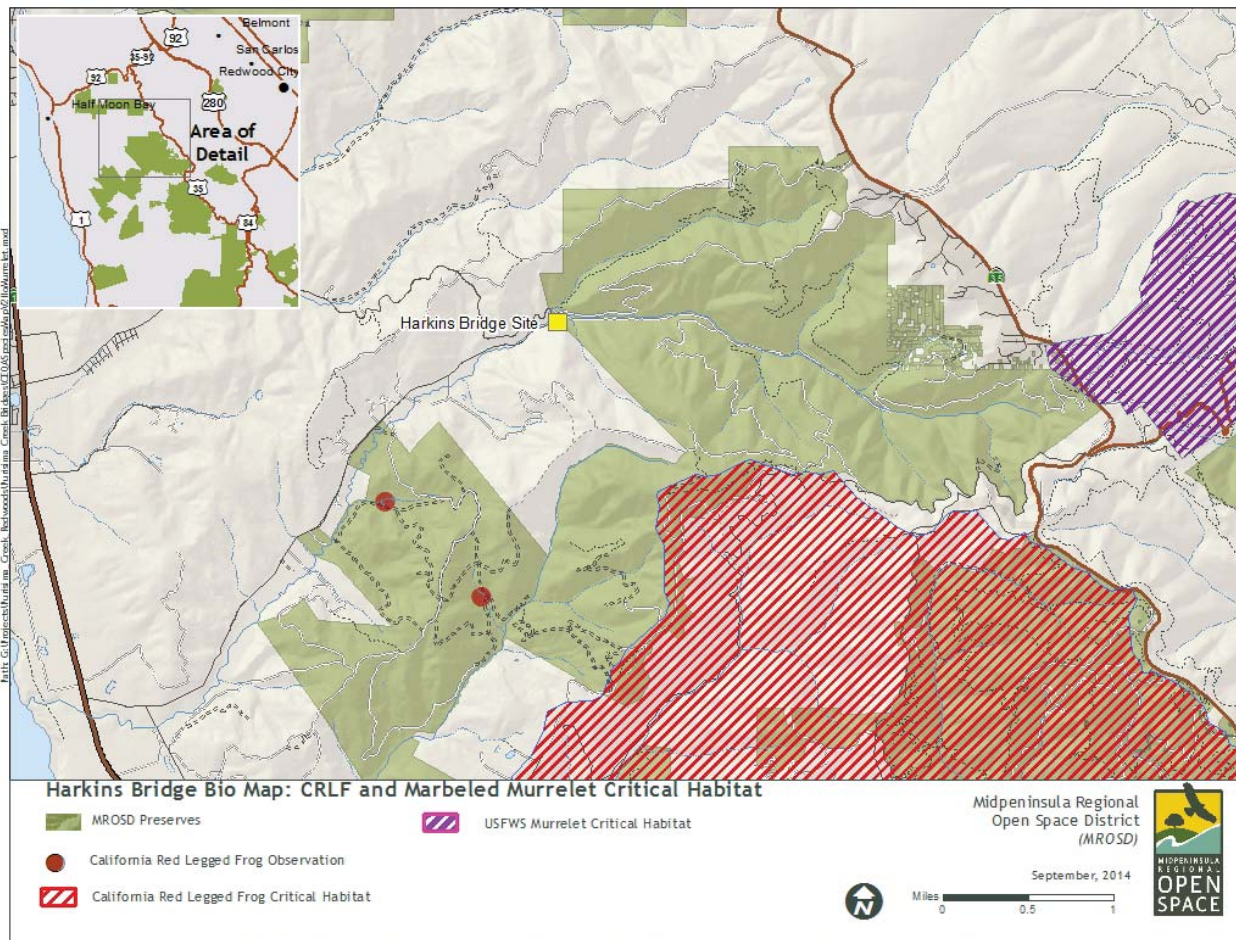 Belmont
92
San Carlos
35-92
Redwood City
92
280
Half Moon Bay
Area of
Detail
35
1
84
35
Harkins Bridge Site
Harkins Bridge Bio Map: CRLF and Marbeled Murrelet Critical Habitat
MROSD Preserves
USFWS Murrelet Critical Habitat
California Red Legged Frog Observation
California Red Legged Frog Critical Habitat
Midpeninsula Regional
Open Space District
(MROSD)
September, 2014
N
Miles
0 0.5 1
MIDPENINSULA
REGIONAL
OPEN
SPACE